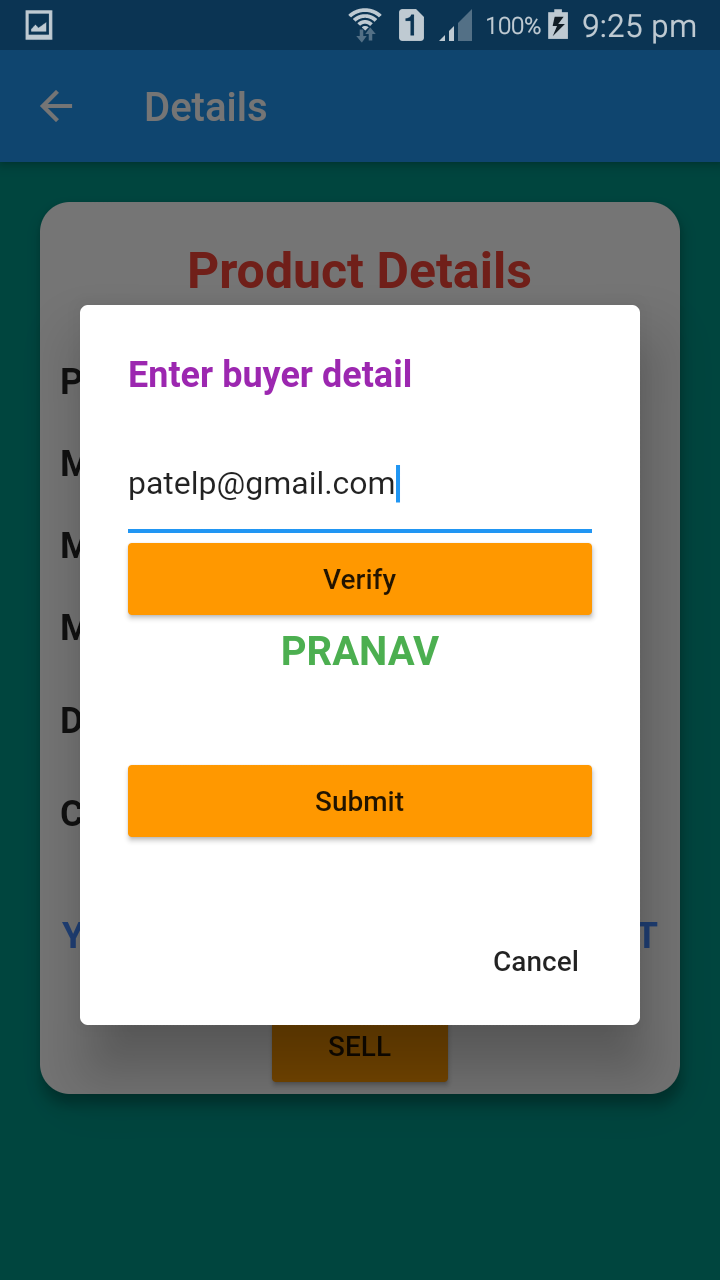 1 100% 9:25 pm
Details
Product Details
Enter buyer detail
P
M
patelp@gmail.com
M
Verify
M
PRANAV
D
Submit
C
Y T
Cancel
SELL